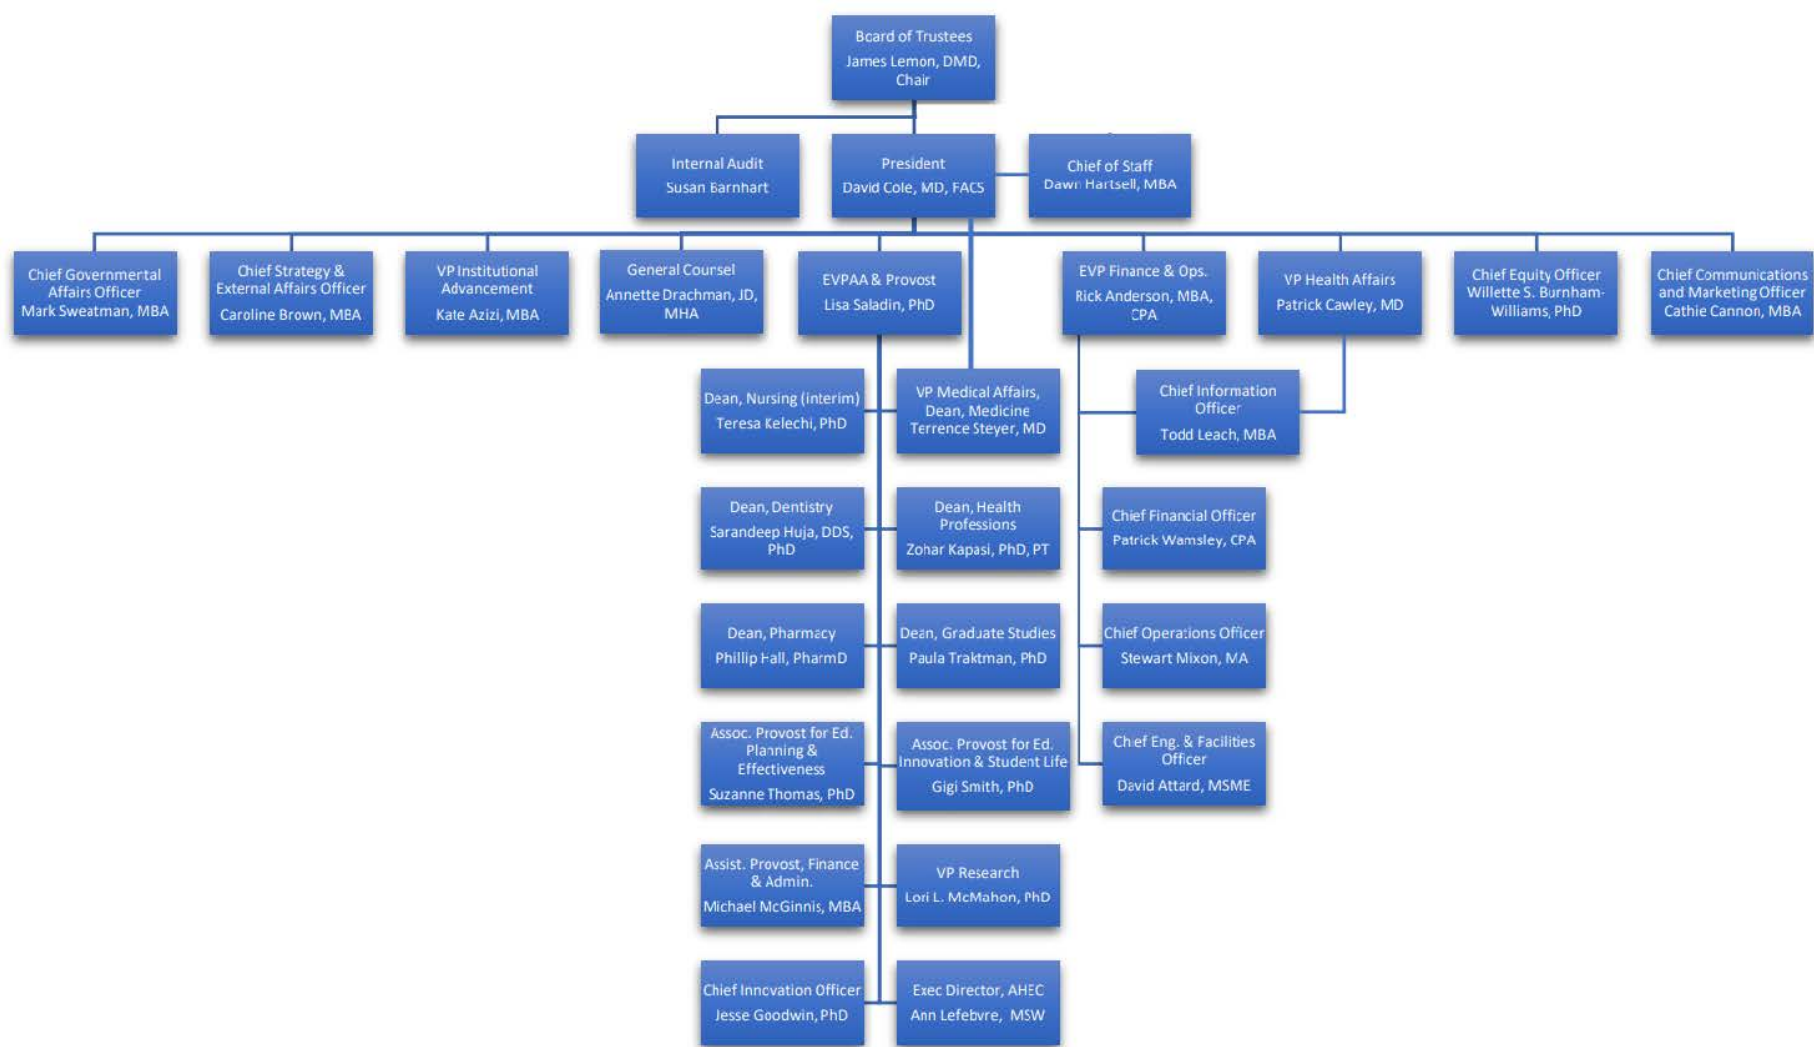 Board of Trustees
James Lemon, DMD,
Chair
Internal Audit
Susan Barnhart
President
David Cole, MD, FACS
Chief of Staff
Dawn Hartsell, MBA
Chief Governmental
Affairs Officer
Mark Sweatman, MBA
Chief Strategy &
External Affairs Officer
Caroline Brown, MBA
VP Institutional
Advancement
Kate Azizi, MBA
General Counsel
Annette Drachman, JD,
MHA
EVPAA & Provost
Lisa Saladin, PhD
EVP Finance & Ops.
Rick Anderson, MBA,
CPA
VP Health Affairs
Patrick Cawley, MD
Chief Equity Officer
Willette S. Burnham-
Williams, PhD
Chief Communications
and Marketing Officer
Cathie Cannon, MBA
Dean, Nursing (interim)
Teresa Kelechi, PhD
VP Medical Affairs,
Dean, Medicine
Terrence Steyer, MD
Chief Information
Officer
Todd Leach, MBA
Dean, Dentistry
Sarandeep Huja, DDS,
PhD
Dean, Health
Professions
Zohar Kapasi, PhD, PT
Chief Financial Officer
Patrick Wamsley, CPA
Dean, Pharmacy
Phillip Hall, PharmD
Dean, Graduate Studies
Paula Traktman, PhD
Chief Operations Officer
Stewart Mixon, MA
Assoc. Provost for Ed.
Planning &
Effectiveness
Suzanne Thomas, PhD
Assoc. Provost for Ed.
Innovation & Student Life
Gigi Smith, PhD
Chief Eng. & Facilities
Officer
David Attard, MSME
Assist. Provost, Finance
& Admin.
Michael McGinnis, MBA
VP Research
Lori L. McMahon, PhD
Chief Innovation Officer
Jesse Goodwin, PhD
Exec Director, AHEC
Ann Lefebvre, MSW